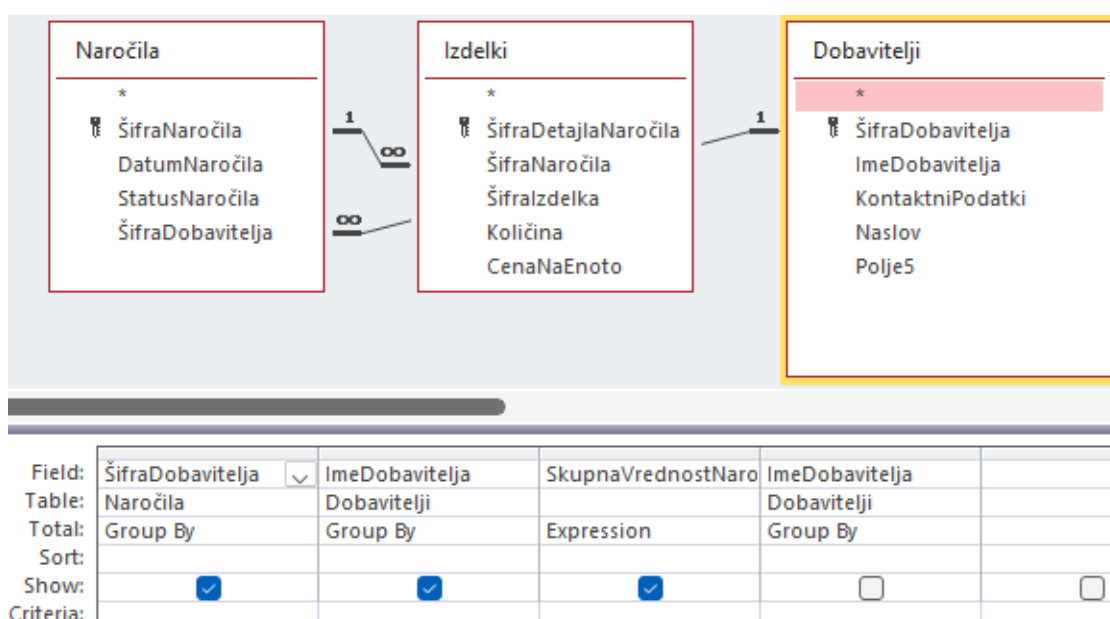 Naročila
*
ŠifraNaročila
DatumNaročila
StatusNaročila
ŠifraDobavitelja
1
∞
∞
Izdelki
*
ŠifraDetajlaNaročila
ŠifraNaročila
ŠifraIzdelka
Količina
CenaNaEnoto
1
Dobavitelji
*
ŠifraDobavitelja
ImeDobavitelja
KontaktniPodatki
Naslov
Polje5
Field: ŠifraDobavitelja ImeDobavitelja SkupnaVrednostNaro ImeDobavitelja
Table: Naročila Dobavitelji Dobavitelji
Total: Group By Group By Expression Group By
Sort:
Show:
Criteria: